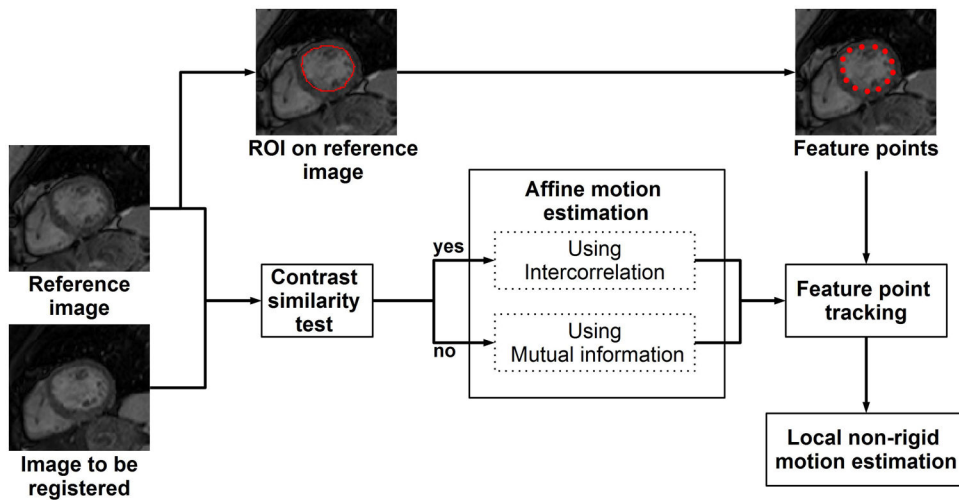 ROI on reference
image
Feature points
Reference
image
Image to be
registered
Contrast
similarity
test
yes
no
Affine motion
estimation
Using
Intercorrelation
Using
Mutual information
Feature point
tracking
Local non-rigid
motion estimation